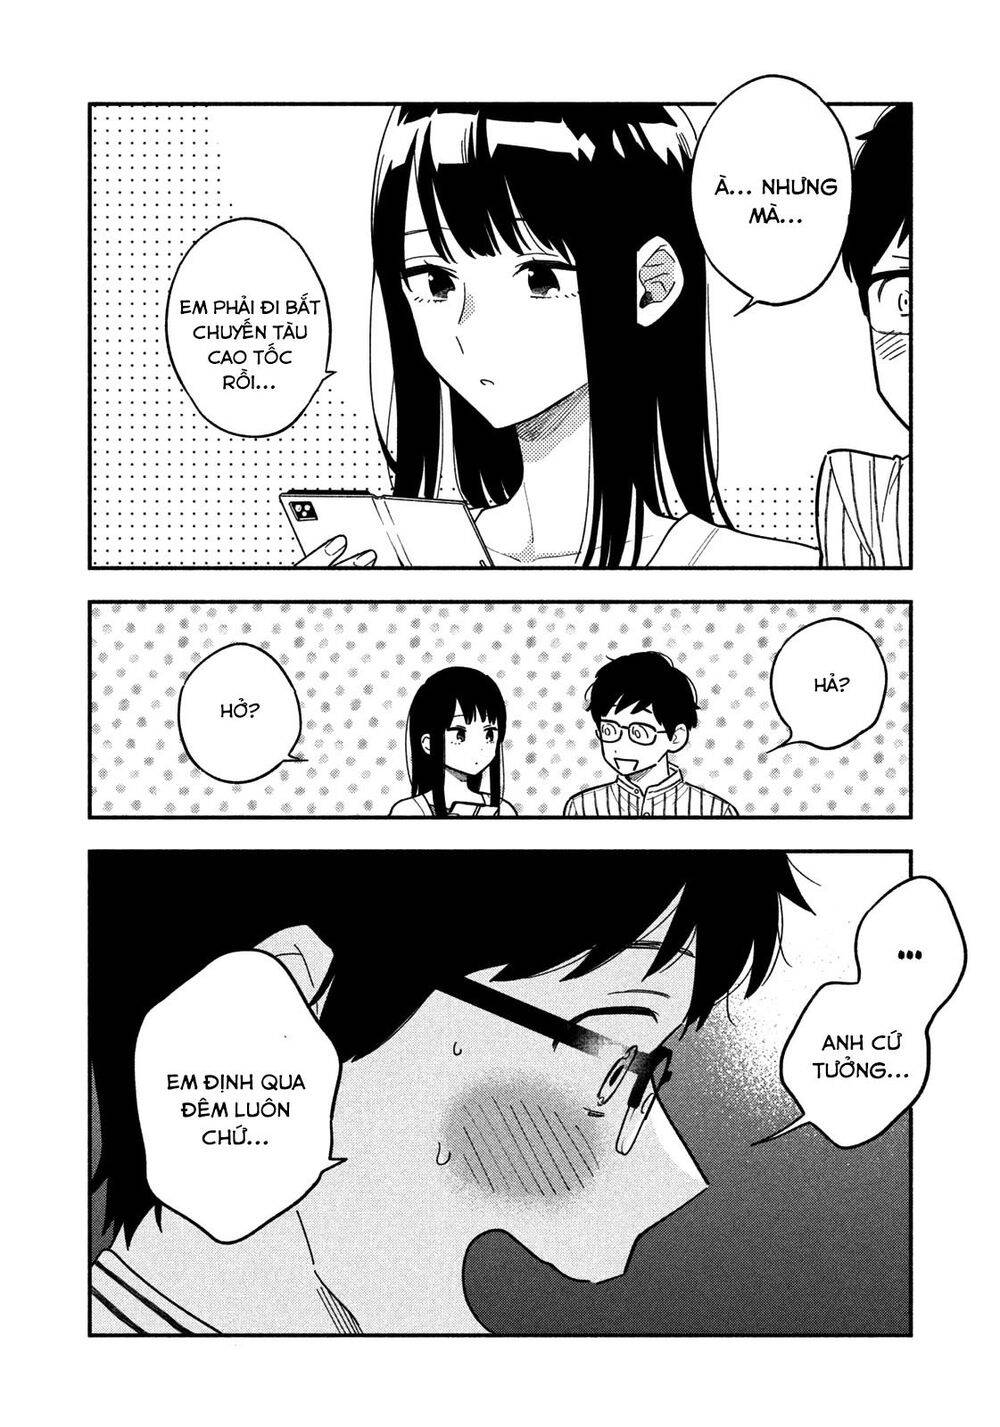 À... NHƯNG
MÀ...
EM PHẢI ĐI BẮT
CHUYẾN TÀU
CAO TỐC
RỒI...
HẢ?
HỞ?
...
ANH CỨ
TƯỞNG...
EM ĐỊNH QUA
ĐÊM LUÔN
CHỨ...